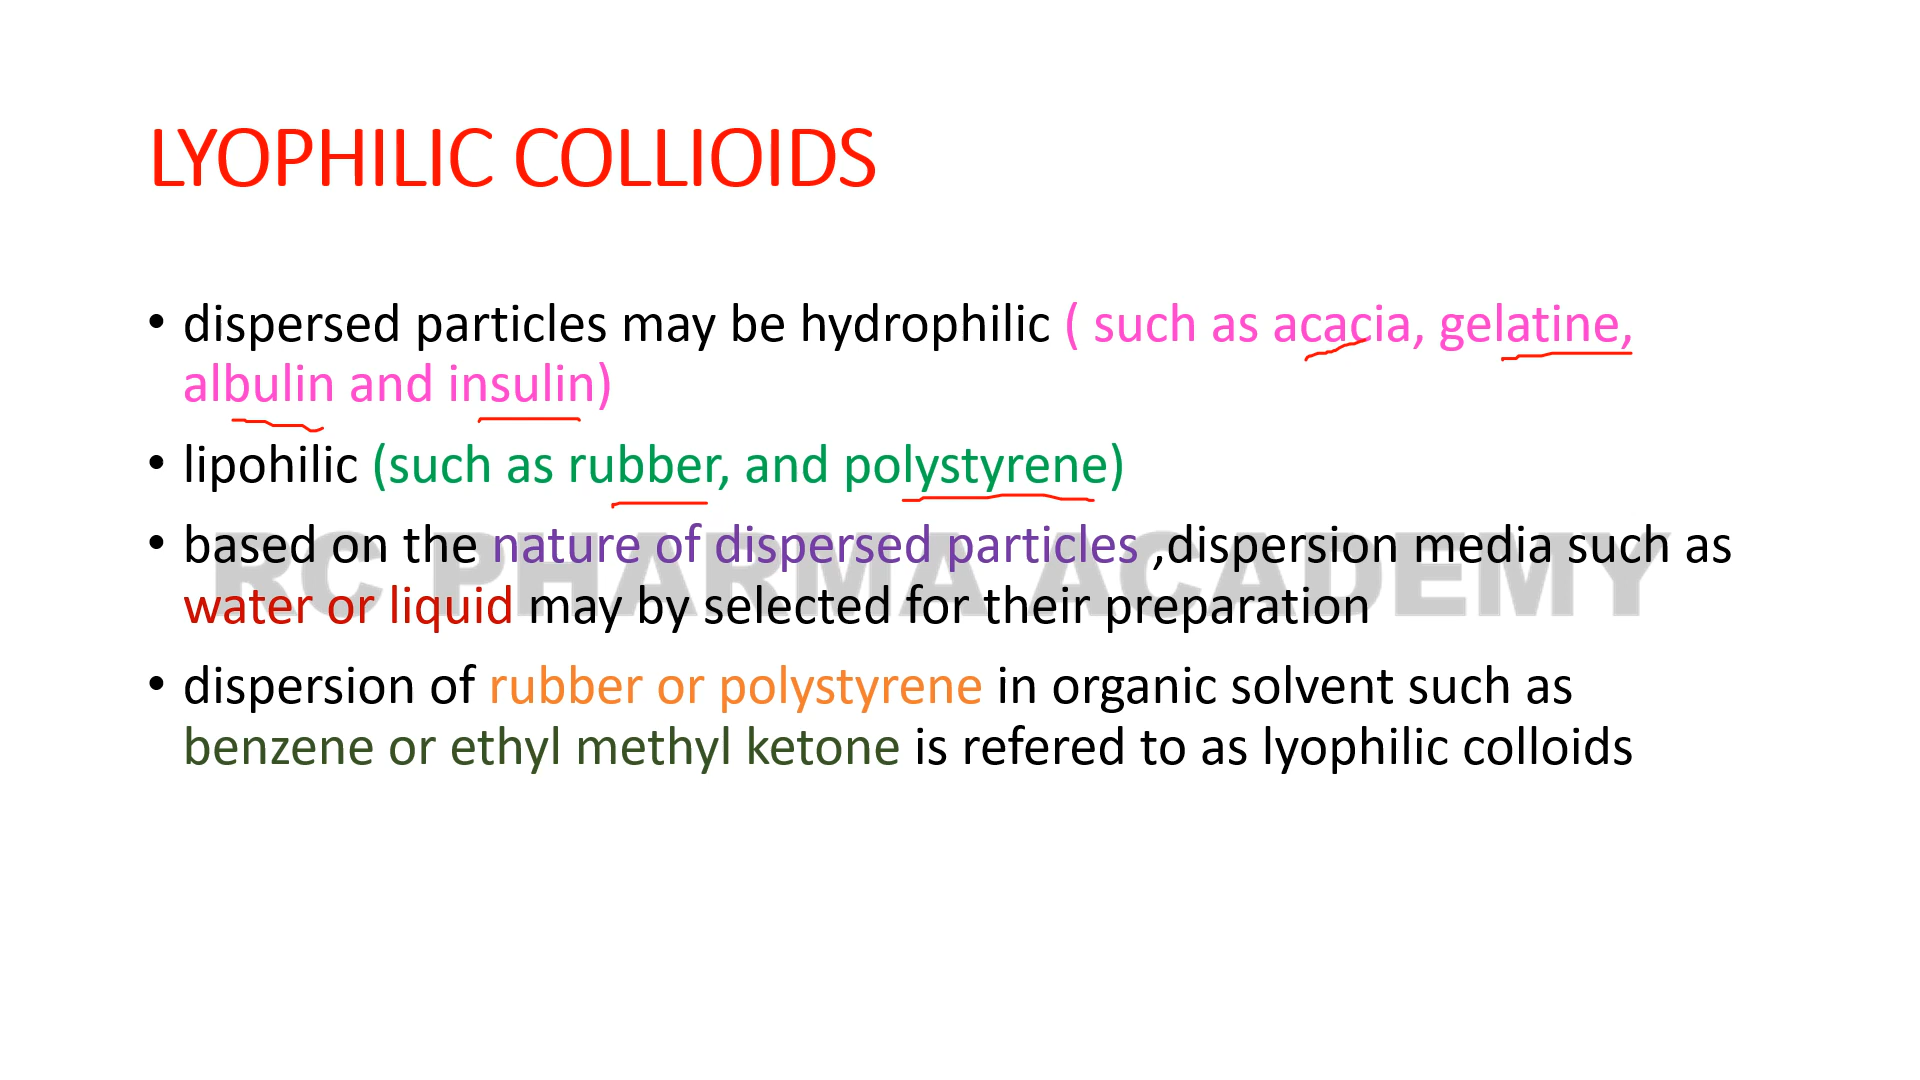 LYOPHILIC COLLIOIDS
• dispersed particles may be hydrophilic ( such as acacia, gelatine,
albulin and insulin)
• lipohilic (such as rubber, and polystyrene)
RC PHARMA ACADEMY
• based on the nature of dispersed particles ,dispersion media such as
water or liquid may by selected for their preparation
• dispersion of rubber or polystyrene in organic solvent such as
benzene or ethyl methyl ketone is refered to as lyophilic colloids